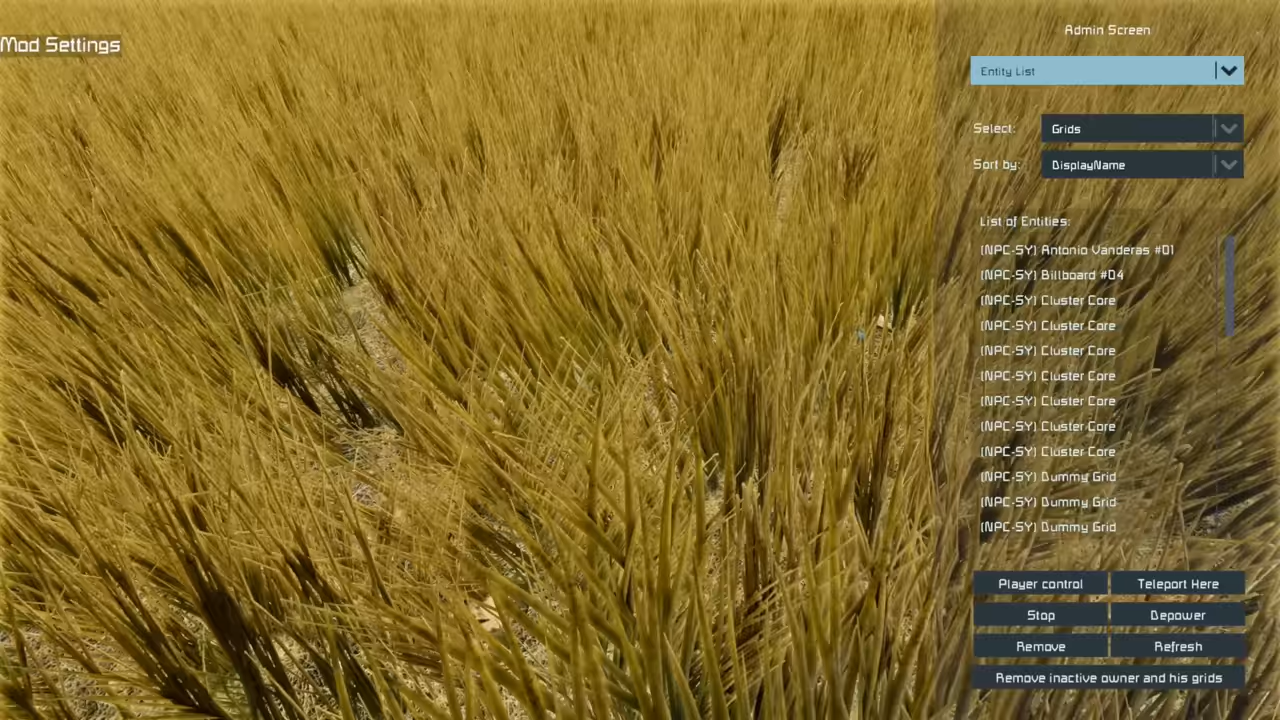 Mod Settings
Admin Screen
Entity List
Select: Grids
Sort by: DisplayName
List of Entities:
(NPC-SY) Antonio Vanderas #01
(NPC-SY) Billboard #04
(NPC-SY) Cluster Core
(NPC-SY) Cluster Core
(NPC-SY) Cluster Core
(NPC-SY) Cluster Core
(NPC-SY) Cluster Core
(NPC-SY) Cluster Core
(NPC-SY) Cluster Core
(NPC-SY) Dummy Grid
(NPC-SY) Dummy Grid
(NPC-SY) Dummy Grid
Player control Teleport Here
Stop Depower
Remove Refresh
Remove inactive owner and his grids